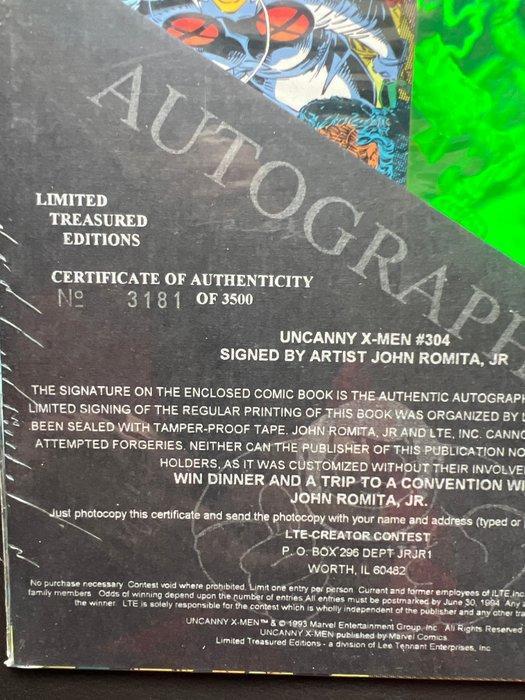 AUTOGRAPH
LIMITED
TREASURED
EDITIONS
CERTIFICATE OF AUTHENTICITY
No 3181 OF 3500
UNCANNY X-MEN #304
SIGNED BY ARTIST JOHN ROMITA, JR
THE SIGNATURE ON THE ENCLOSED COMIC BOOK IS THE AUTHENTIC AUTOGRAPH
LIMITED SIGNING OF THE REGULAR PRINTING OF THIS BOOK WAS ORGANIZED BY
BEEN SEALED WITH TAMPER-PROOF TAPE. JOHN ROMITA, JR AND LTE, INC. CANNO
ATTEMPTED FORGERIES. NEITHER CAN THE PUBLISHER OF THIS PUBLICATION NO
HOLDERS, AS IT WAS CUSTOMIZED WITHOUT THEIR INVOLVE
WIN DINNER AND A TRIP TO A CONVENTION WI
JOHN ROMITA, JR.
Just photocopy this certificate and send the photocopy with your name and address (typed or
LTE-CREATOR CONTEST
P. O. BOX 296 DEPT JRJR1
WORTH, IL 60482
No purchase necessary. Contest void where prohibited. Limit one entry per person. Current and former employees of ILTE, Inc
family members. Odds of winning depend upon the number of entries. All entries must be postmarked by June 30, 1994. Any
the winner. LTE is solely responsible for the contest which is wholly independent of the publisher and any other tra
UNCANNY X-MEN™ & © 1993 Marvel Entertainment Group, Inc. All Rights Reserved
UNCANNY X-MEN published by Marvel Comics
Limited Treasured Editions - a division of Lee Tennant Enterprises, Inc